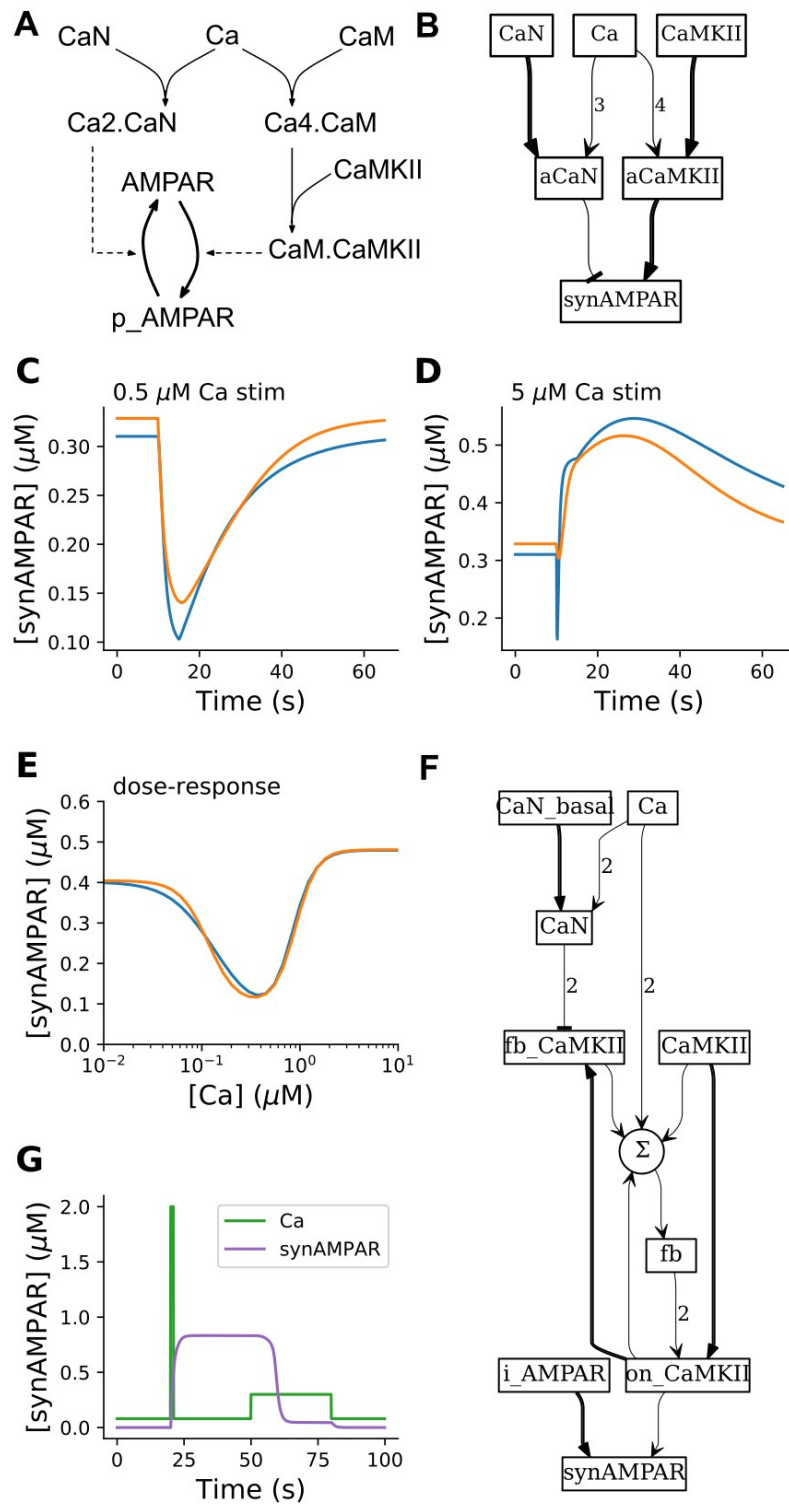 A
CaN Ca CaM
Ca2.CaN Ca4.CaM
AMPAR CaMKII
CaM.CaMKII
p_AMPAR
B
CaN Ca CaMKII
3 4
aCaN aCaMKII
synAMPAR
C
0.5 μM Ca stim
[synAMPAR] (μM)
0.30
0.25
0.20
0.15
0.10
0 20 40 60
Time (s)
D
5 μM Ca stim
[synAMPAR] (μM)
0.5
0.4
0.3
0.2
0 20 40 60
Time (s)
E
dose-response
[synAMPAR] (μM)
0.6
0.5
0.4
0.3
0.2
0.1
0.0
10⁻² 10⁻¹ 10⁰ 10¹
[Ca] (μM)
F
CaN_basal Ca
2
CaN
2 2
fb_CaMKII CaMKII
Σ
fb
2
i_AMPAR on_CaMKII
synAMPAR
G
[synAMPAR] (μM)
2.0
1.5
1.0
0.5
0.0
Ca
synAMPAR
0 25 50 75 100
Time (s)